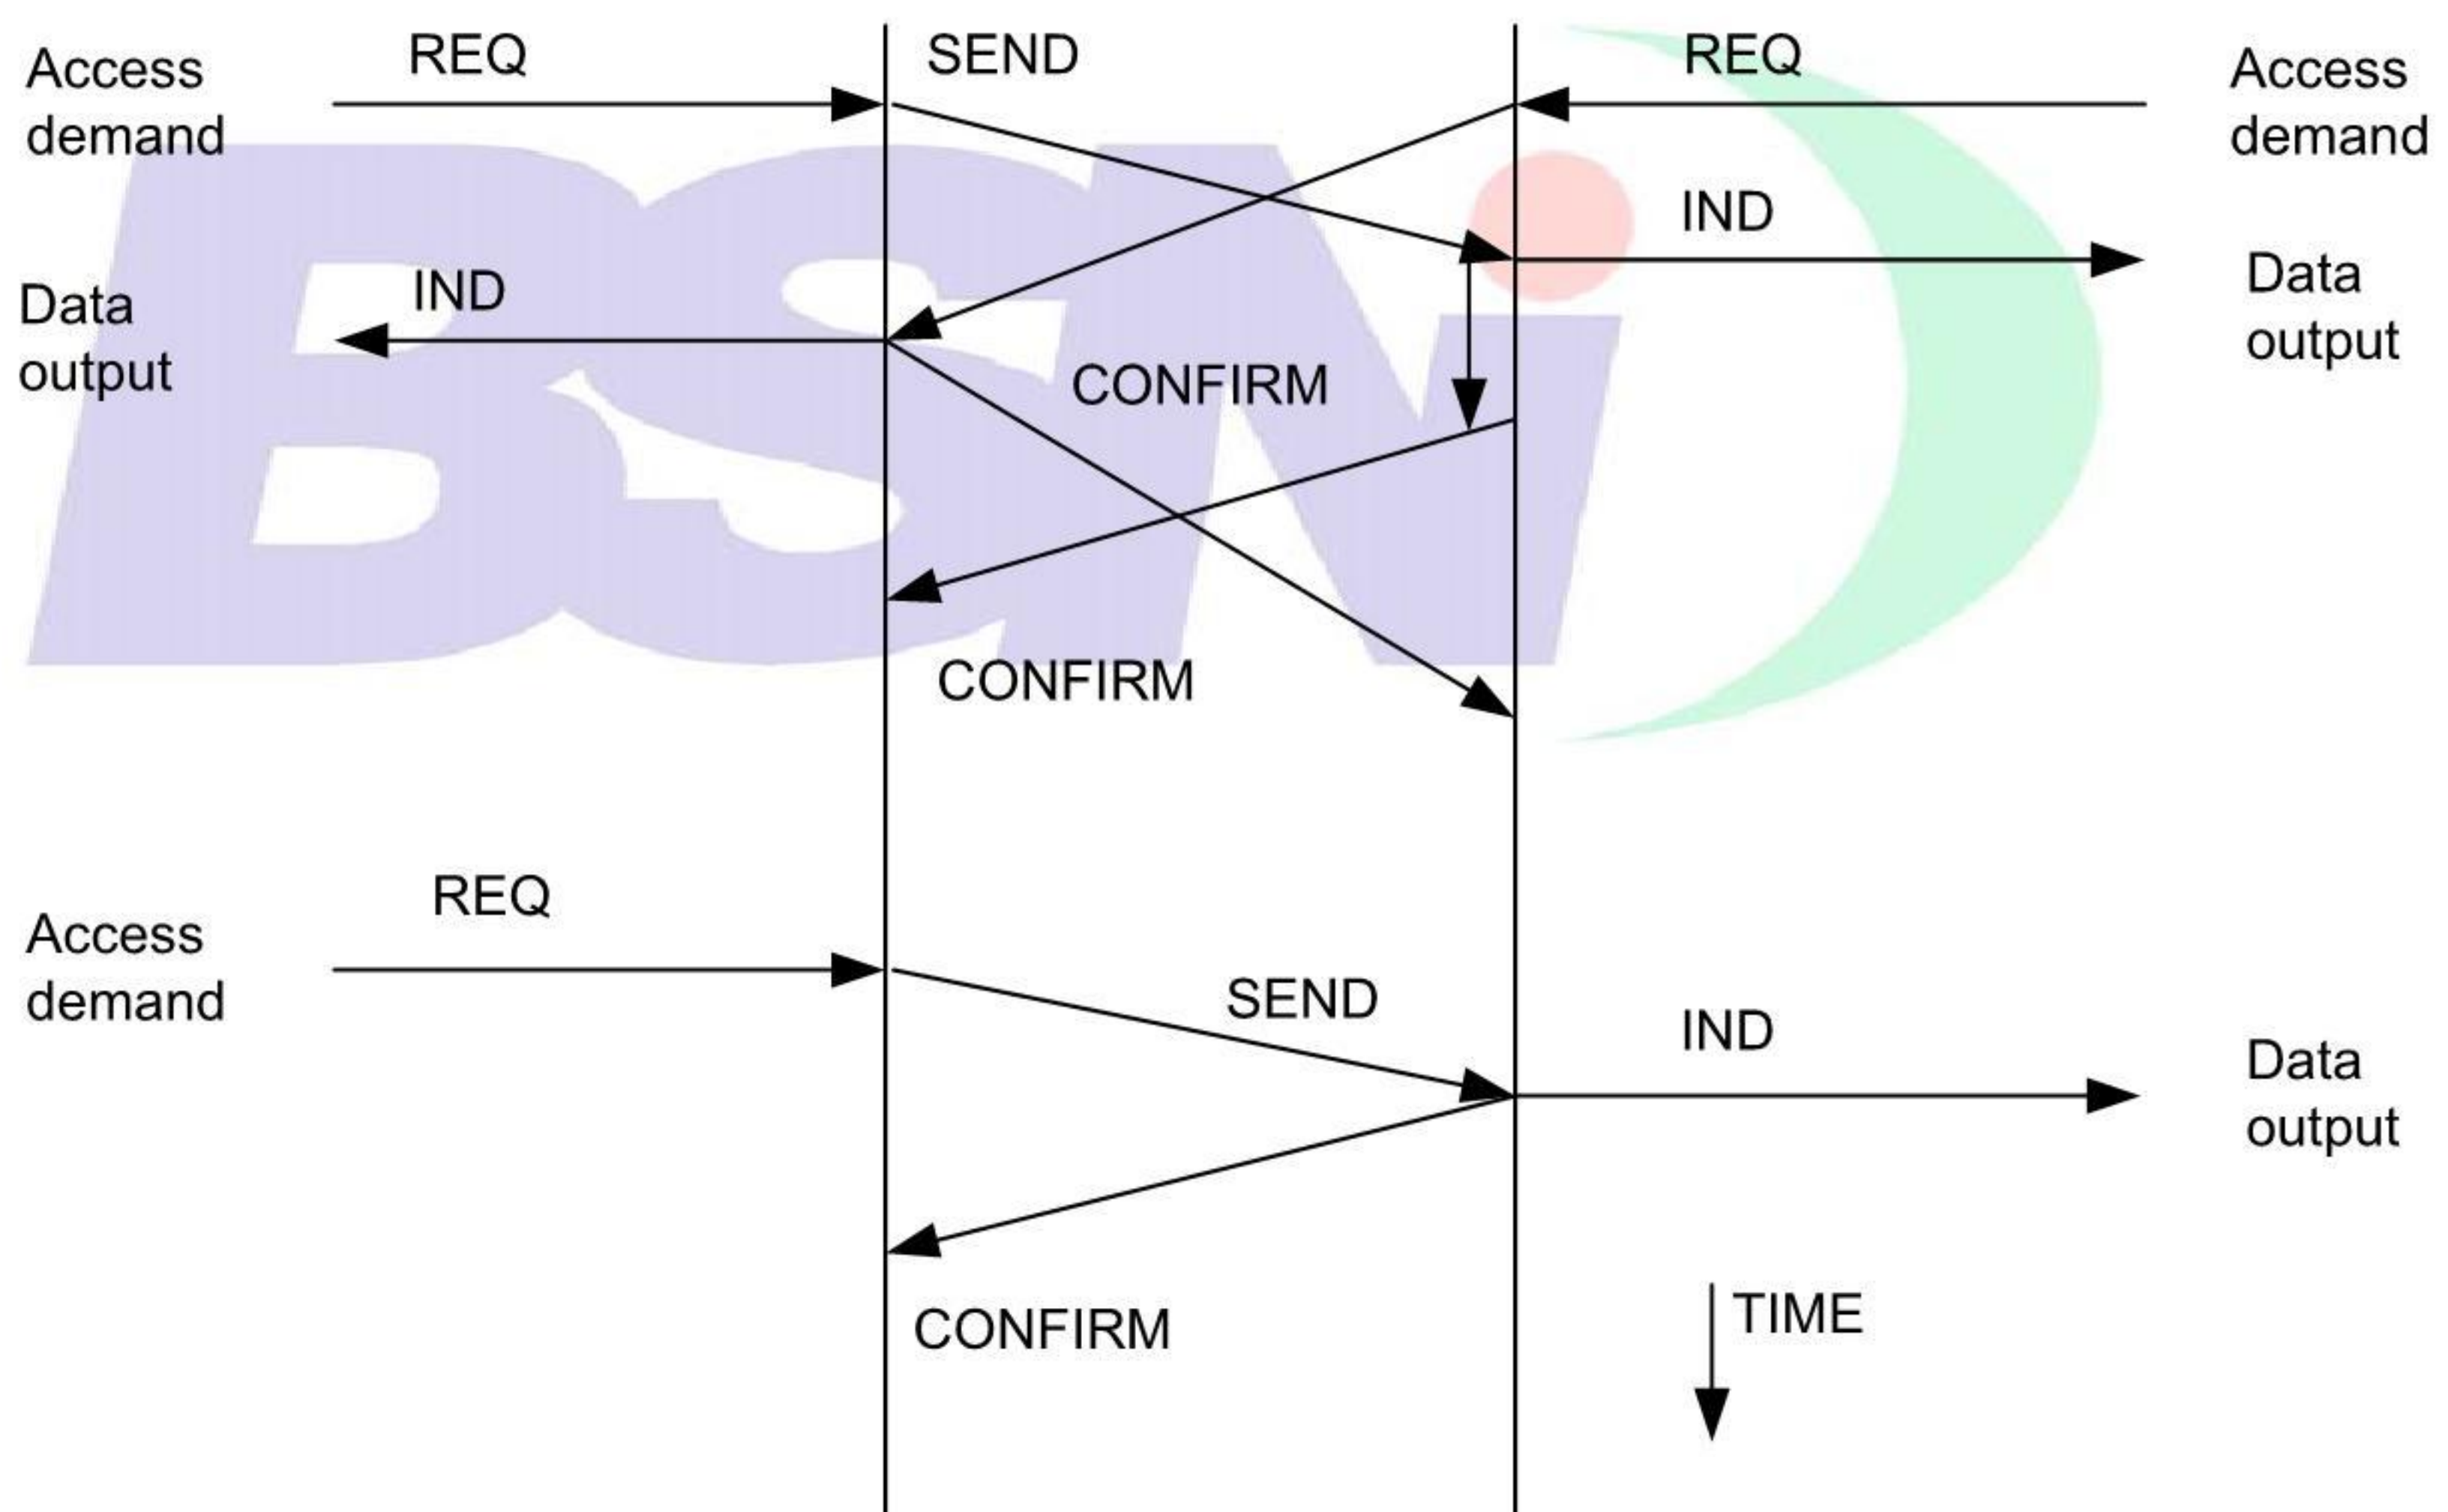 REQ
SEND
REQ
Access
demand
Access
demand
IND
Data
output
IND
Data
output
CONFIRM
CONFIRM
REQ
Access
demand
SEND
IND
Data
output
CONFIRM
TIME
BSNi